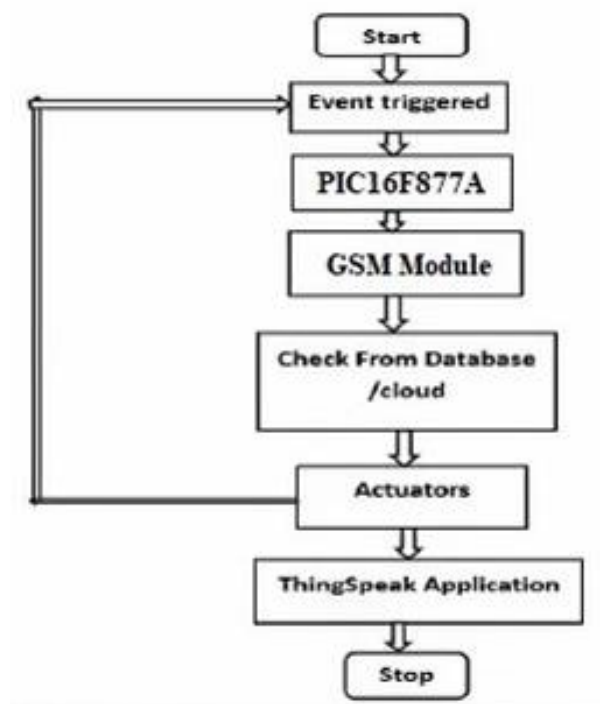 Start
Event triggered
PIC16F877A
GSM Module
Check From Database
/cloud
Actuators
ThingSpeak Application
Stop